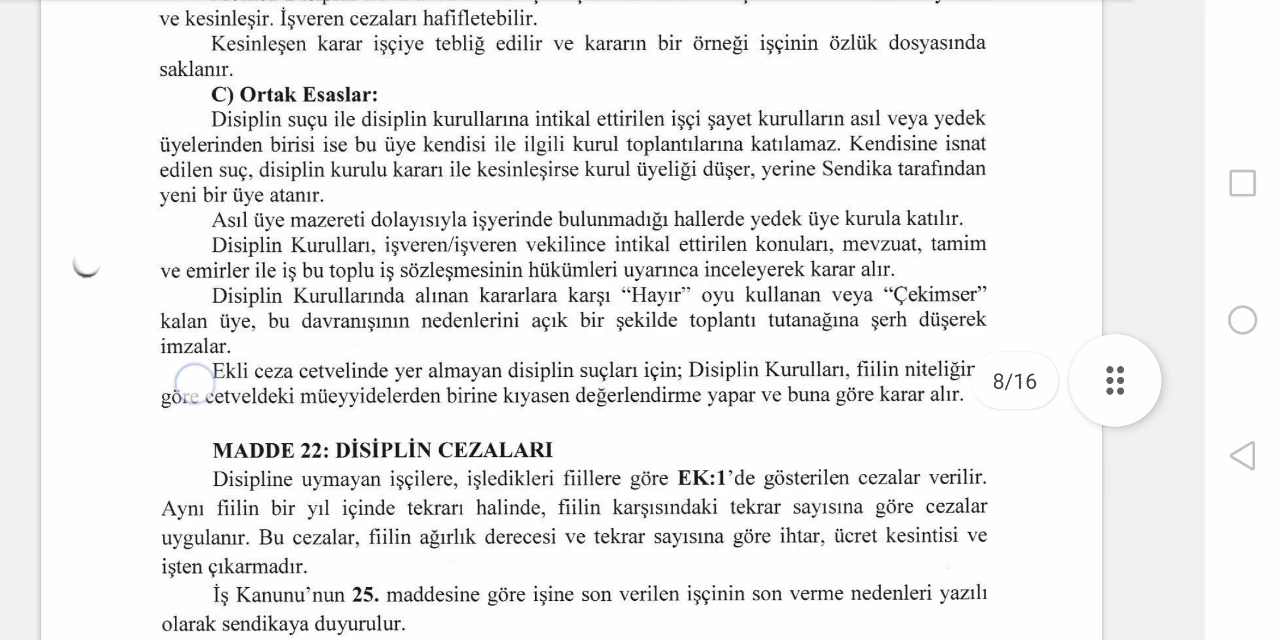 ve kesinleşir. İşveren cezaları hafifletebilir.
Kesinleşen karar işçiye tebliğ edilir ve kararın bir örneği işçinin özlük dosyasında
saklanır.
C) Ortak Esaslar:
Disiplin suçu ile disiplin kurullarına intikal ettirilen işçi şayet kurulların asıl veya yedek
üyelerinden birisi ise bu üye kendisi ile ilgili kurul toplantılarına katılamaz. Kendisine isnat
edilen suç, disiplin kurulu kararı ile kesinleşirse kurul üyeliği düşer, yerine Sendika tarafından
yeni bir üye atanır.
Asıl üye mazereti dolayısıyla işyerinde bulunmadığı hallerde yedek üye kurula katılır.
Disiplin Kurulları, işveren/işveren vekilince intikal ettirilen konuları, mevzuat, tamim
ve emirler ile iş bu toplu iş sözleşmesinin hükümleri uyarınca inceleyerek karar alır.
Disiplin Kurullarında alınan kararlara karşı “Hayır” oyu kullanan veya “Çekimser”
kalan üye, bu davranışının nedenlerini açık bir şekilde toplantı tutanağına şerh düşerek
imzalar.
Ekli ceza cetvelinde yer almayan disiplin suçları için; Disiplin Kurulları, fiilin
göre cetveldeki müeyyidelerden birine kıyasen değerlendirme yapar ve buna göre karar alır.
8/16
MADDE 22: DİSİPLİN CEZALARI
Disipline uymayan işçilere, işledikleri fiillere göre EK:1’de gösterilen cezalar verilir.
Aynı fiilin bir yıl içinde tekrarı halinde, fiilin karşısındaki tekrar sayısına göre cezalar
uygulanır. Bu cezalar, fiilin ağırlık derecesi ve tekrar sayısına göre ihtar, ücret kesintisi ve
işten çıkarmadır.
İş Kanunu’nun 25. maddesine göre işine son verilen işçinin son verme nedenleri yazılı
olarak sendikaya duyurulur.